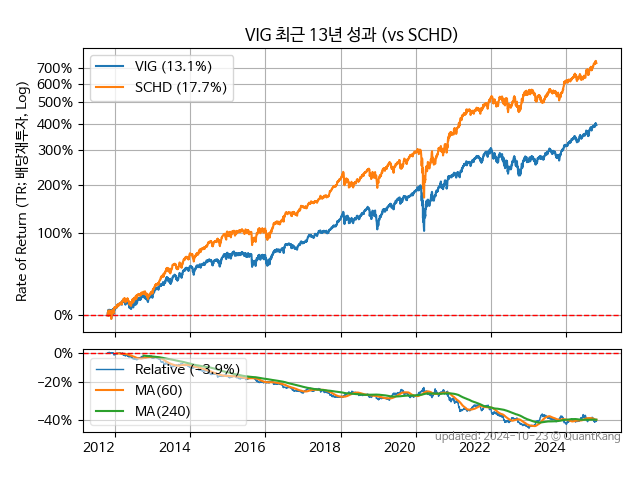 VIG 최근 13년 성과 (vs SCHD)
Rate of Return (TR; 배당재투자, Log)
VIG (13.1%)
SCHD (17.7%)
700%
600%
500%
400%
300%
200%
100%
0%
0%
−20%
−40%
Relative (−3.9%)
MA(60)
MA(240)
updated: 2024-10-23 © QuantKang
2012 2014 2016 2018 2020 2022 2024